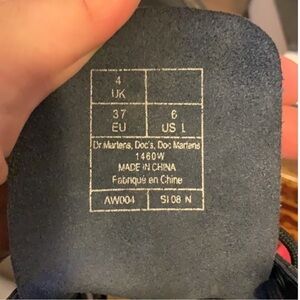 4
UK
37 6
EU US L
Dr Martens, Doc's, Doc Martens
1460W
MADE IN CHINA
Fabriqué en Chine
AW004 SI 08 N